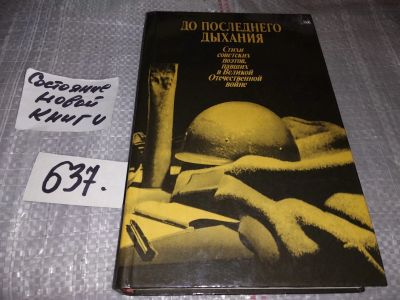 ДО ПОСЛЕДНЕГО
ДЫХАНИЯ
Стихи
советских
поэтов,
павших
в Великой
Отечественной
войне
Состояние
новой
книги
637.